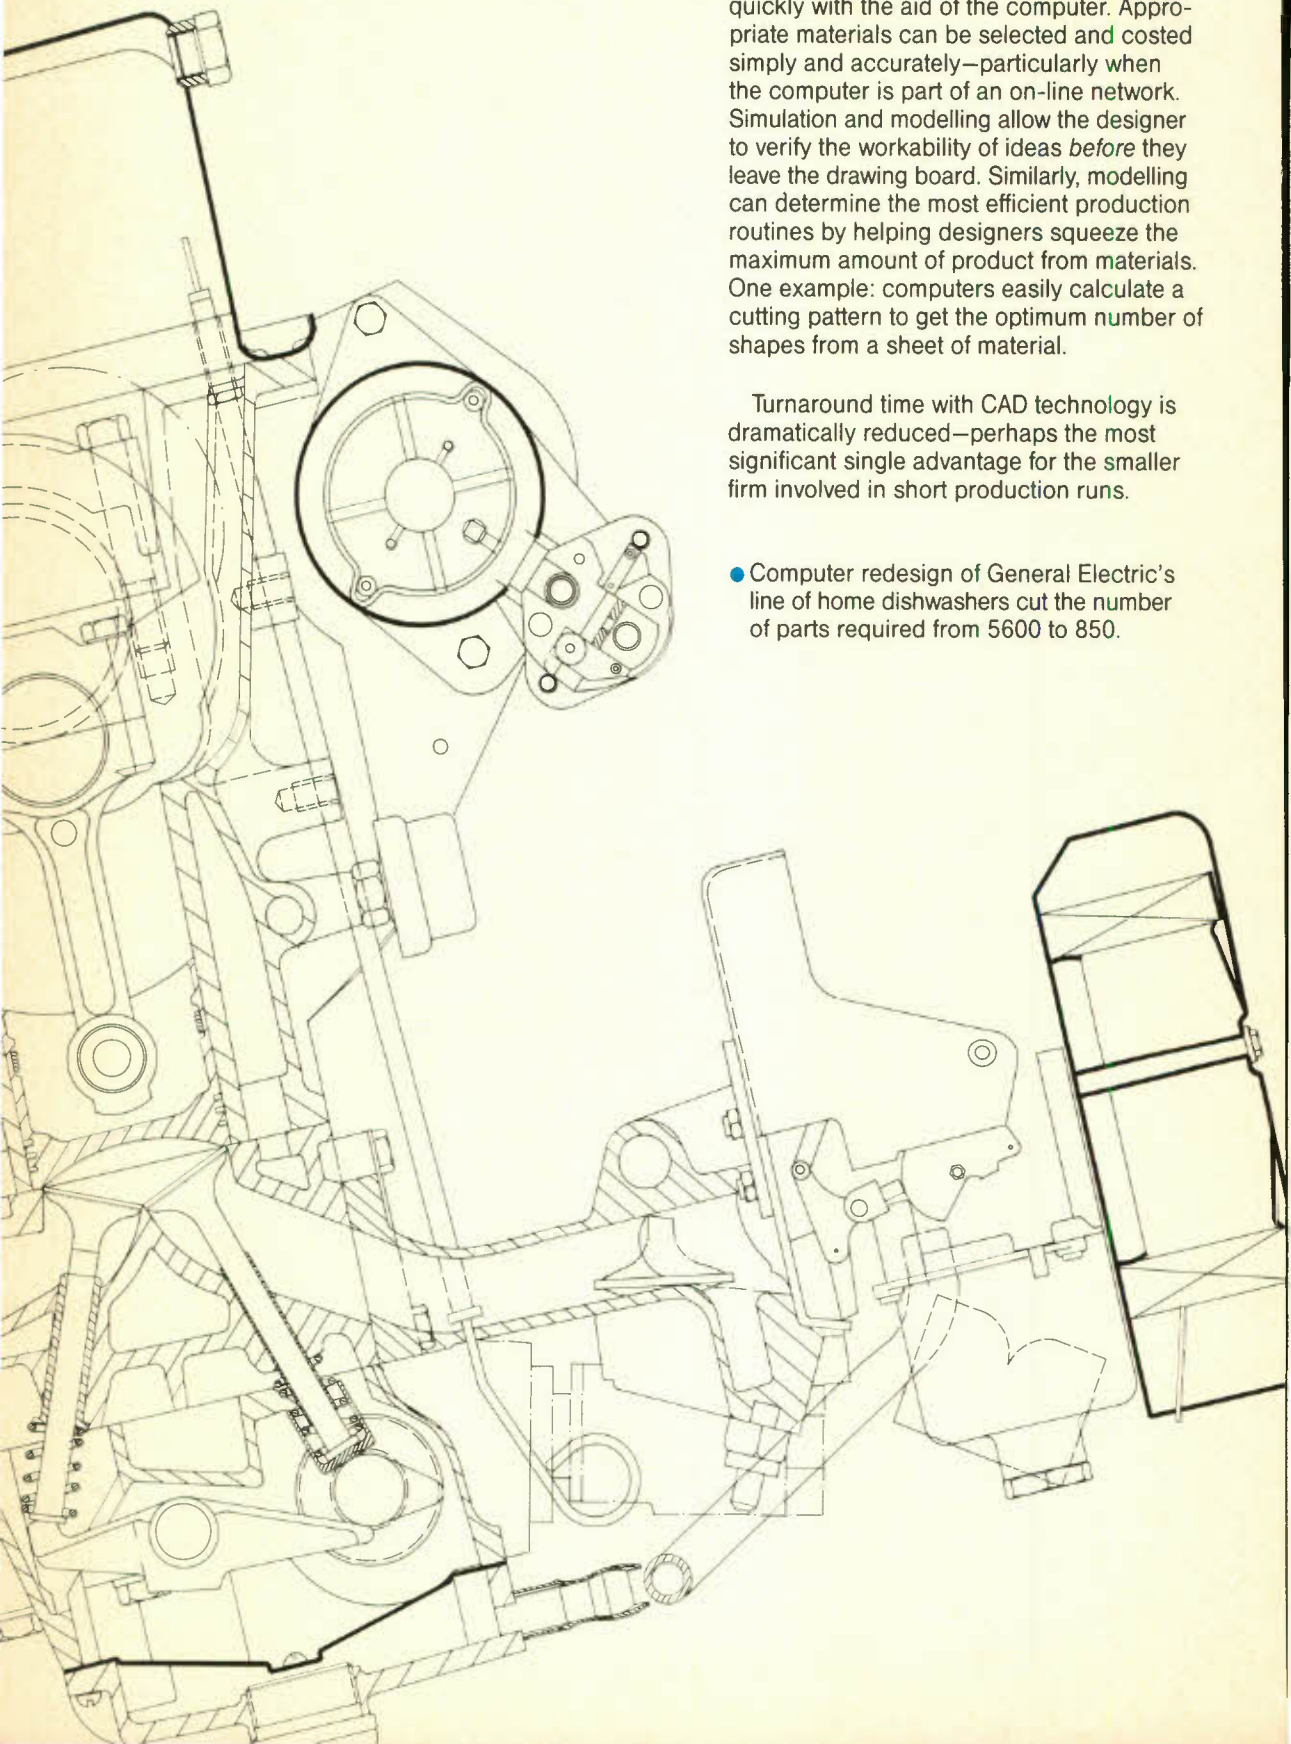 quickly with the aid of the computer. Appro-
priate materials can be selected and costed
simply and accurately—particularly when
the computer is part of an on-line network.
Simulation and modelling allow the designer
to verify the workability of ideas before they
leave the drawing board. Similarly, modelling
can determine the most efficient production
routines by helping designers squeeze the
maximum amount of product from materials.
One example: computers easily calculate a
cutting pattern to get the optimum number of
shapes from a sheet of material.
Turnaround time with CAD technology is
dramatically reduced—perhaps the most
significant single advantage for the smaller
firm involved in short production runs.
● Computer redesign of General Electric's
line of home dishwashers cut the number
of parts required from 5600 to 850.